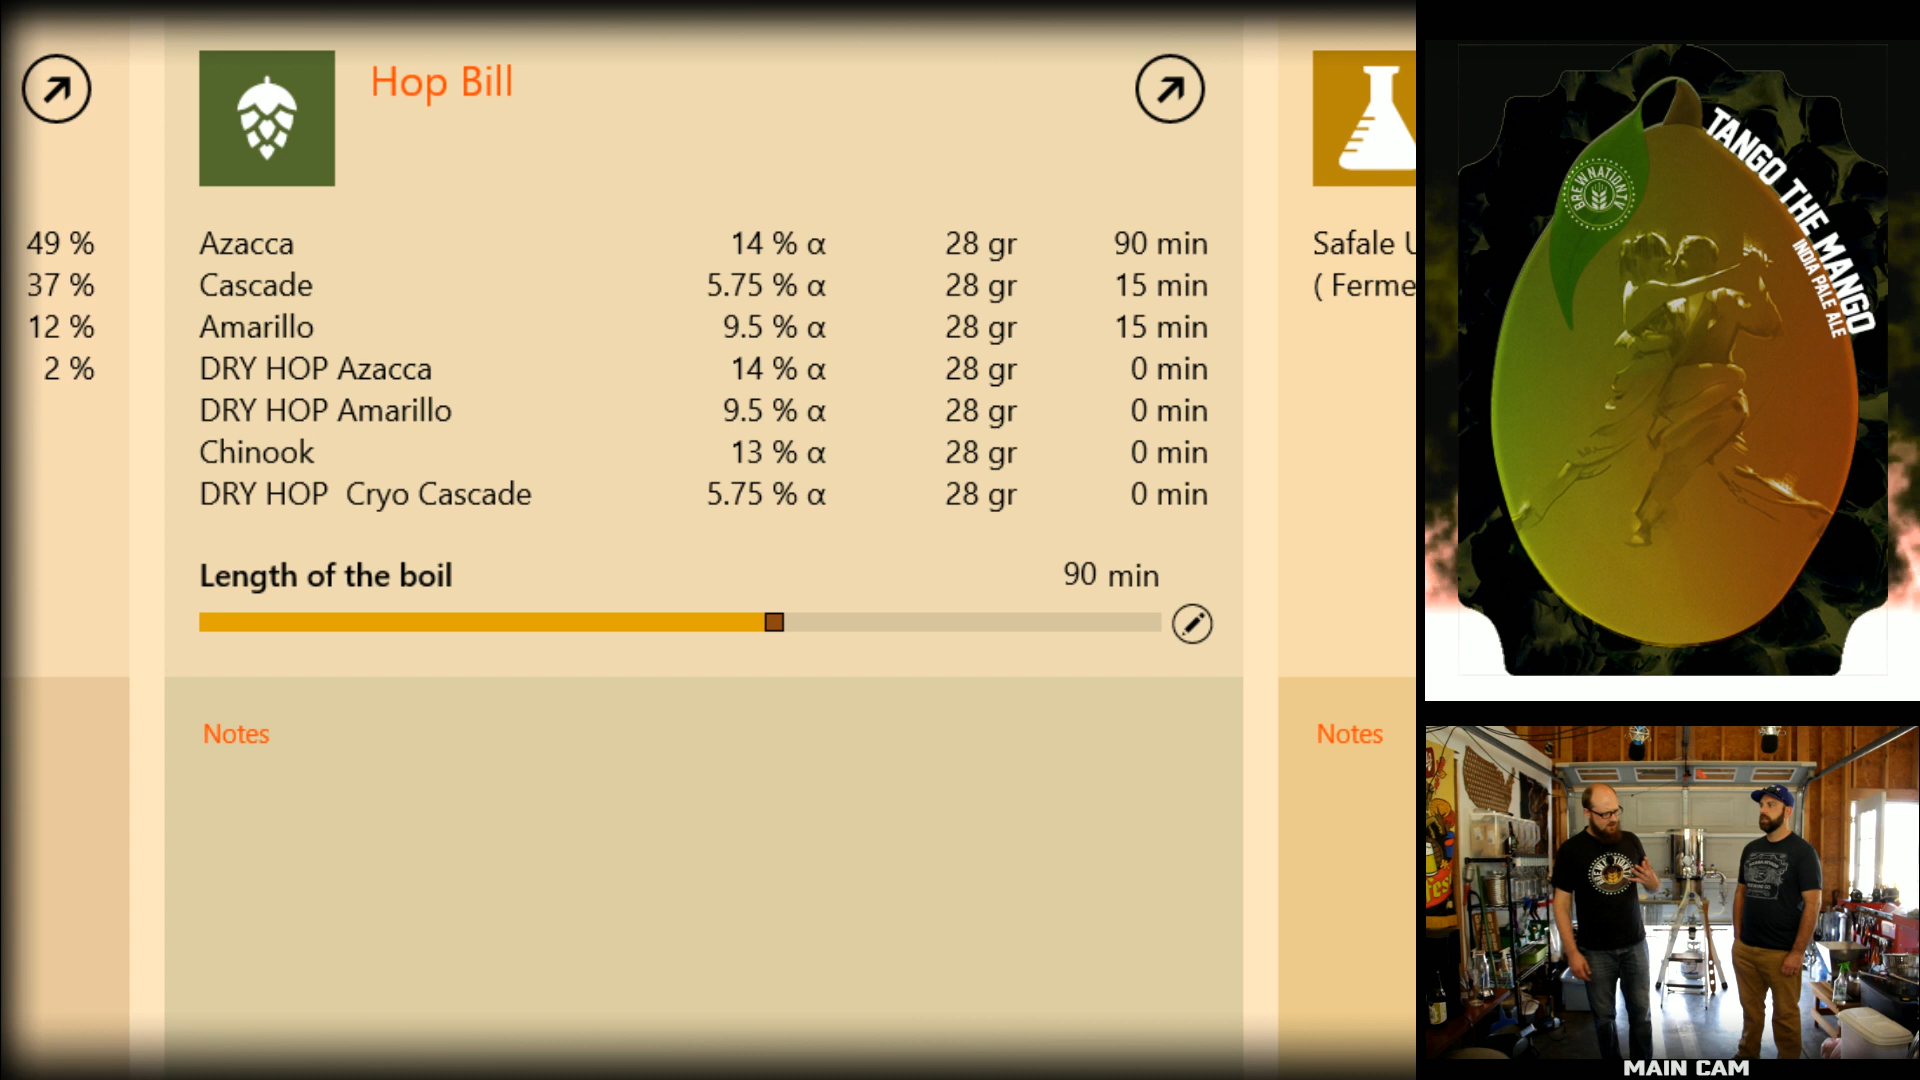 Hop Bill
49 %
37 %
12 %
2 %
Azacca 14 % α 28 gr 90 min
Cascade 5.75 % α 28 gr 15 min
Amarillo 9.5 % α 28 gr 15 min
DRY HOP Azacca 14 % α 28 gr 0 min
DRY HOP Amarillo 9.5 % α 28 gr 0 min
Chinook 13 % α 28 gr 0 min
DRY HOP  Cryo Cascade 5.75 % α 28 gr 0 min
Length of the boil 90 min
Notes
Safale U
( Ferme
Notes
BREWNATIONTV
TANGO THE MANGO
INDIA PALE ALE
MAIN CAM